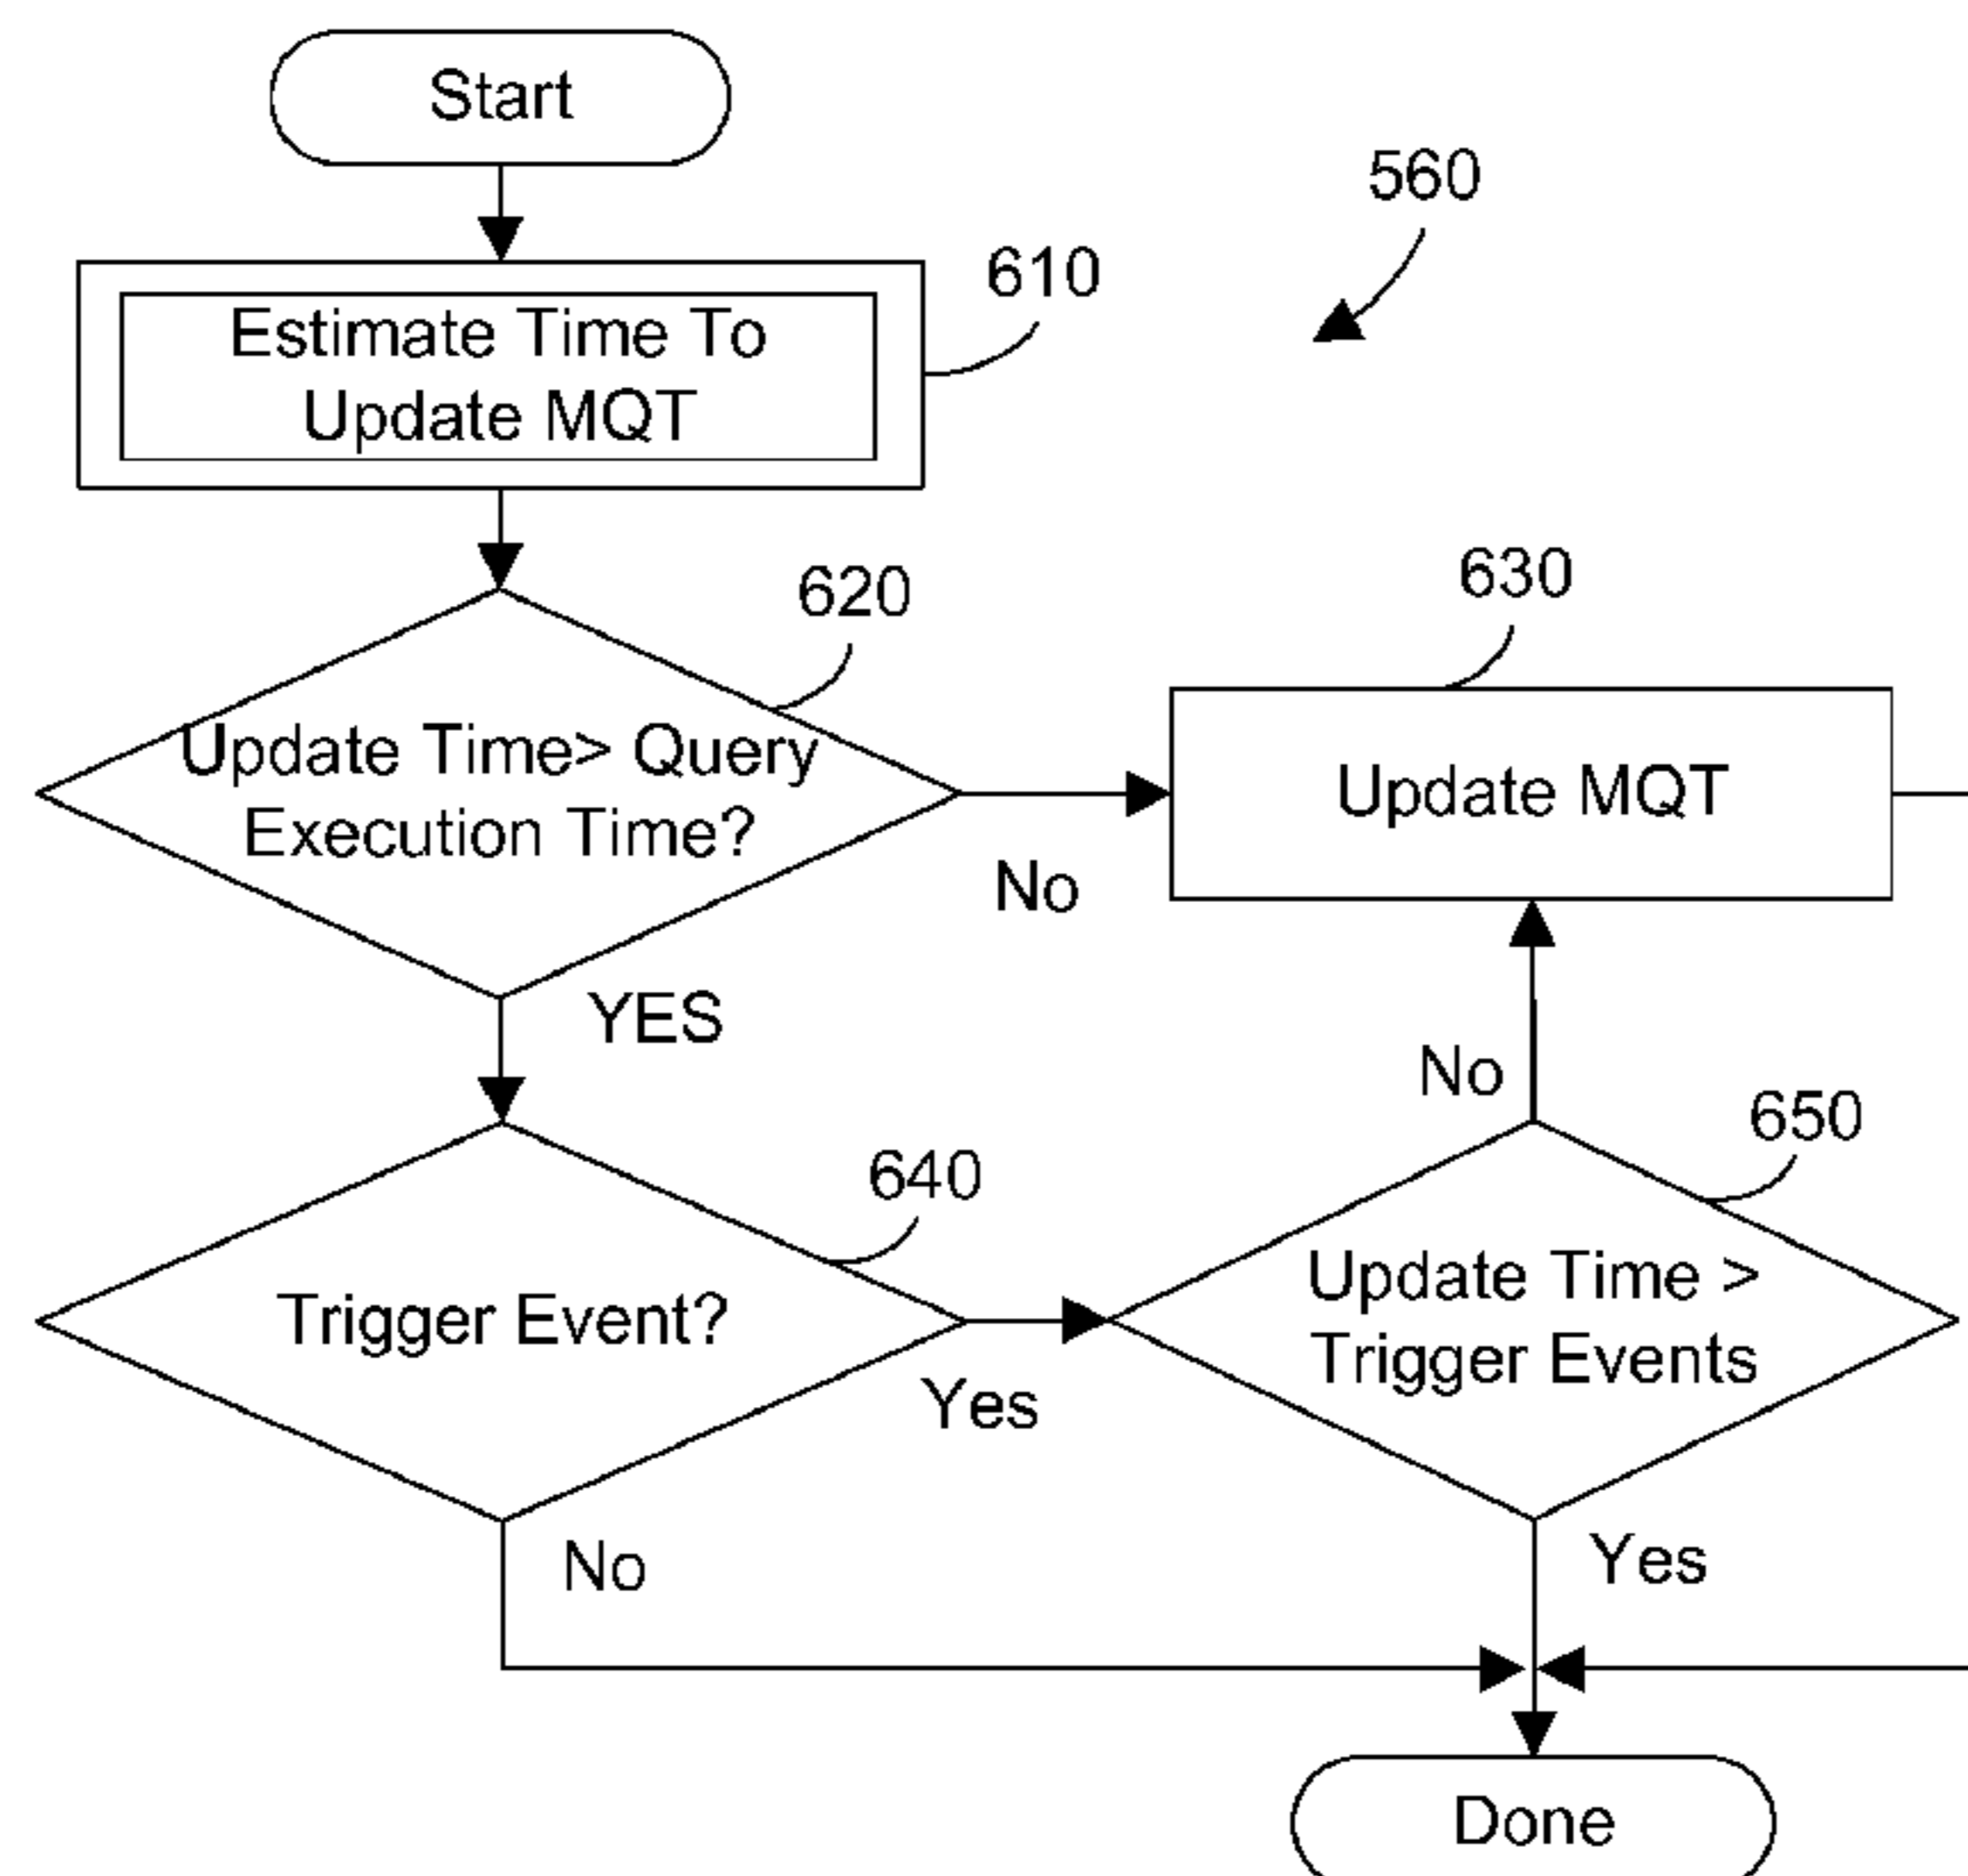 Start
560
610
Estimate Time To
Update MQT
620
630
Update Time> Query
Execution Time?
Update MQT
No
YES
No
650
640
Trigger Event?
Update Time >
Trigger Events
Yes
No
Yes
Done